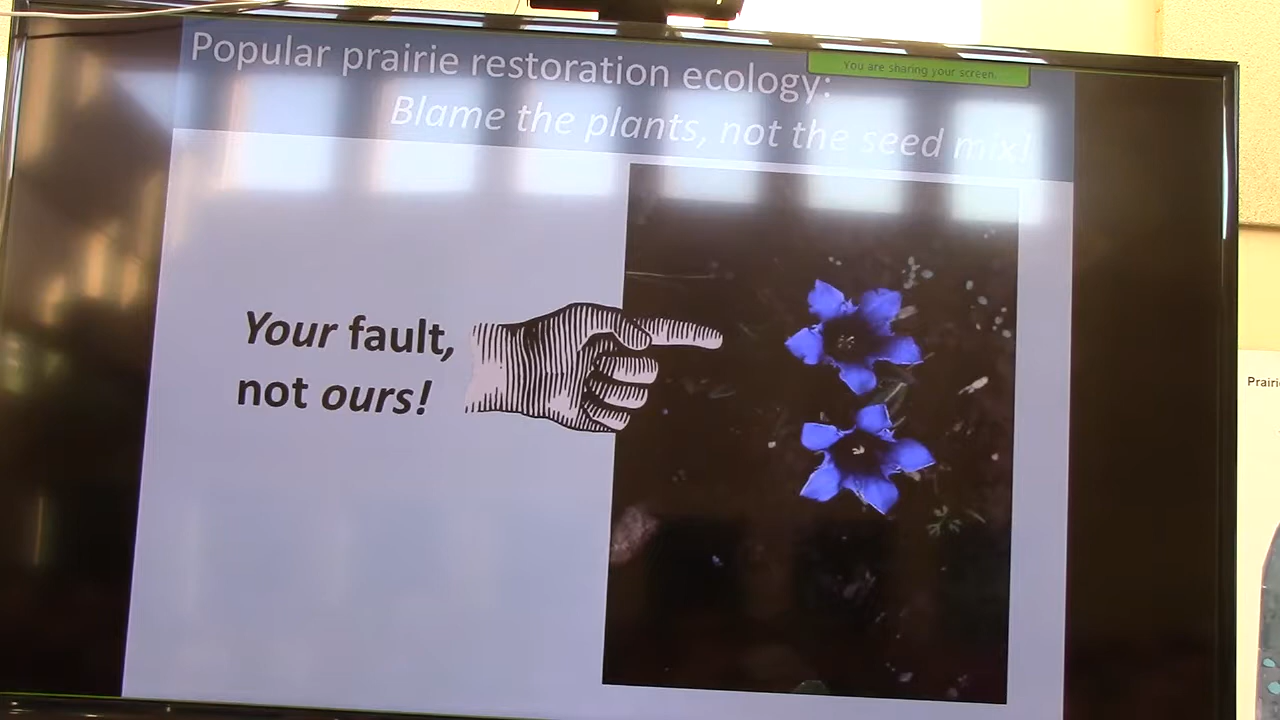 Popular prairie restoration ecology:
You are sharing your screen.
Blame the plants, not the seed mix!
Your fault,
not ours!